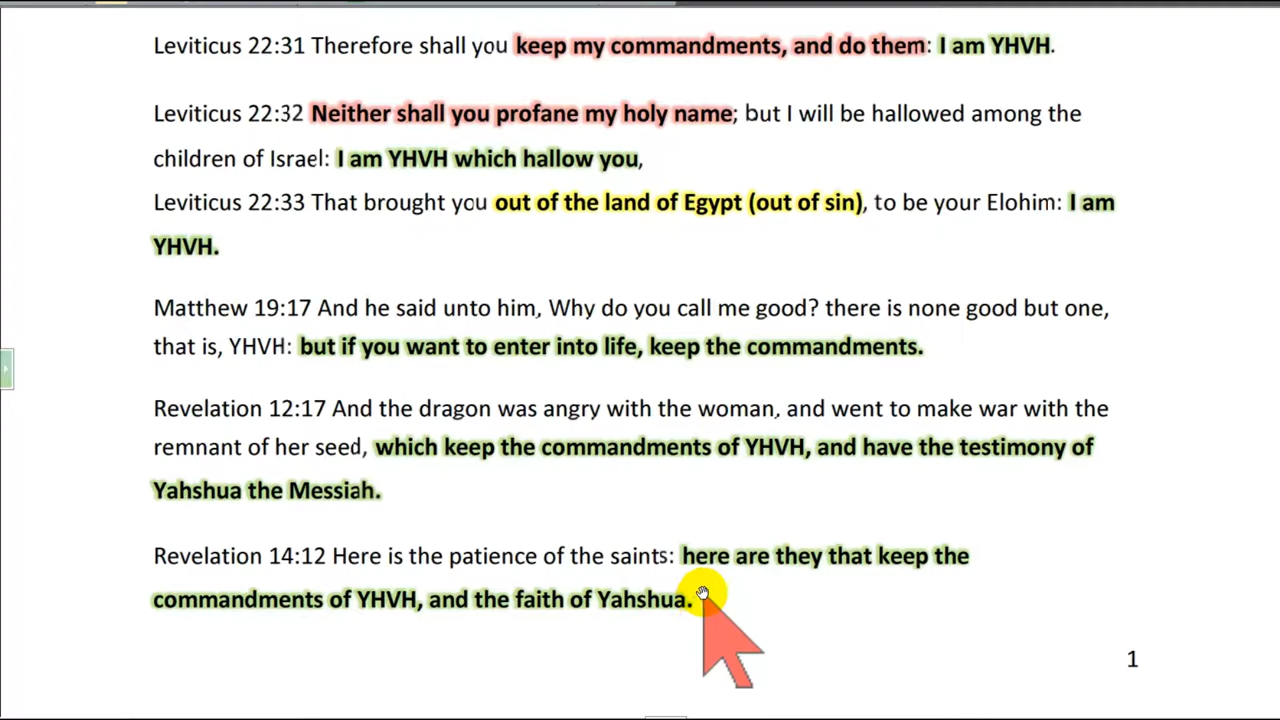 Leviticus 22:31 Therefore shall you keep my commandments, and do them: I am YHVH.
Leviticus 22:32 Neither shall you profane my holy name; but I will be hallowed among the
children of Israel: I am YHVH which hallow you,
Leviticus 22:33 That brought you out of the land of Egypt (out of sin), to be your Elohim: I am
YHVH.
Matthew 19:17 And he said unto him, Why do you call me good? there is none good but one,
that is, YHVH: but if you want to enter into life, keep the commandments.
Revelation 12:17 And the dragon was angry with the woman, and went to make war with the
remnant of her seed, which keep the commandments of YHVH, and have the testimony of
Yahshua the Messiah.
Revelation 14:12 Here is the patience of the saints: here are they that keep the
commandments of YHVH, and the faith of Yahshua.
1